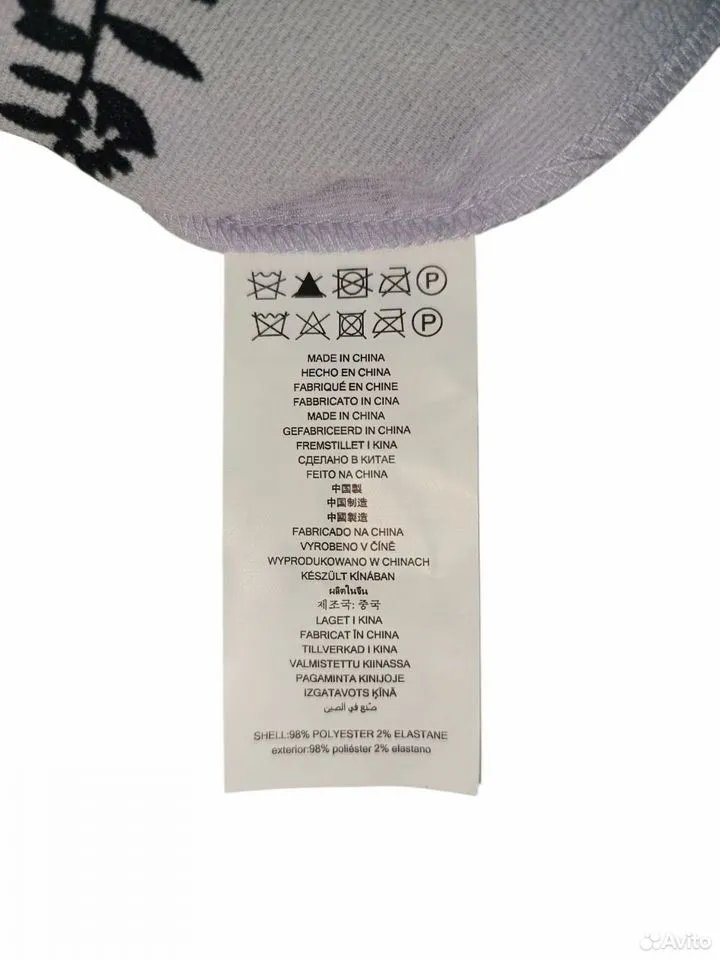 P
P
MADE IN CHINA
HECHO EN CHINA
FABRIQUÉ EN CHINE
FABBRICATO IN CINA
MADE IN CHINA
GEFABRICEERD IN CHINA
FREMSTILLET I KINA
СДЕЛАНО В КИТАЕ
FEITO NA CHINA
中国製
中国制造
中國製造
FABRICADO NA CHINA
VYROBENO V ČÍNĚ
WYPRODUKOWANO W CHINACH
KÉSZÜLT KÍNÁBAN
ผลิตในจีน
제조국: 중국
LAGET I KINA
FABRICAT ÎN CHINA
TILLVERKAD I KINA
VALMISTETTU KIINASSA
PAGAMINTA KINIJOJE
IZGATAVOTS ĶĪNĀ
صنع في الصين
SHELL:98% POLYESTER 2% ELASTANE
exterior:98% poliéster 2% elastano
Avito